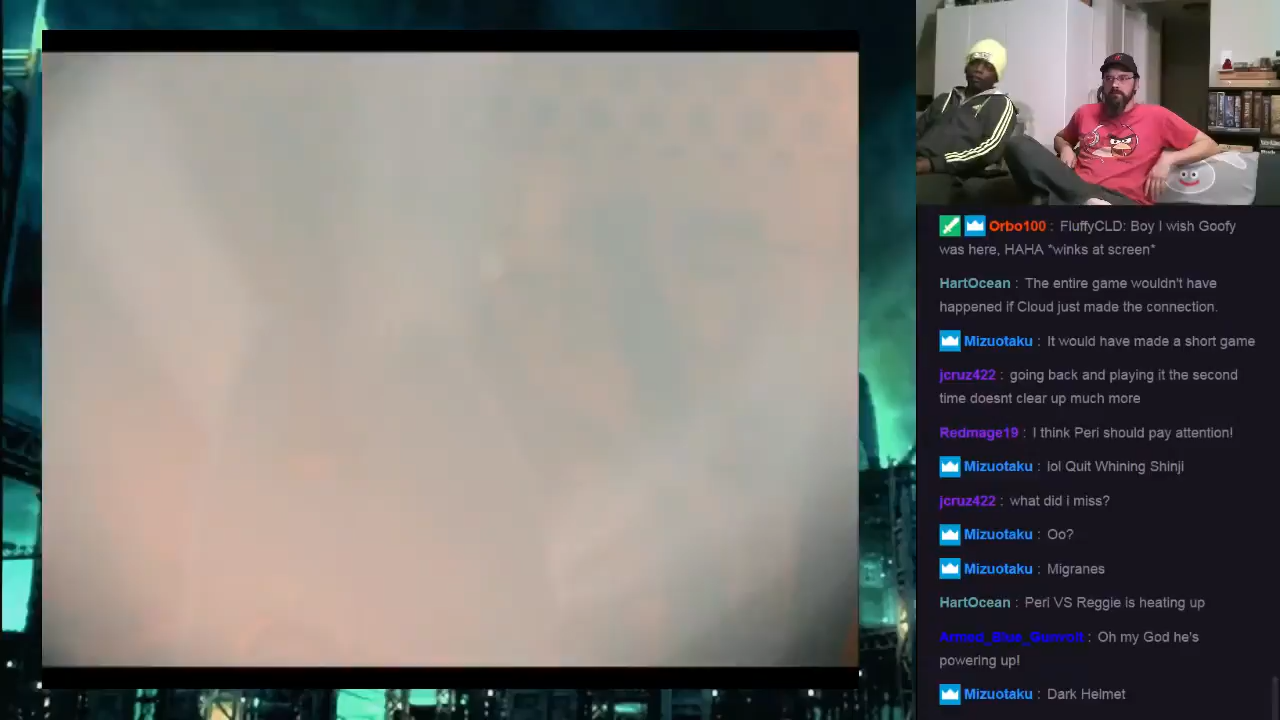 Orbo100 : FluffyCLD: Boy I wish Goofy
was here, HAHA *winks at screen*
HartOcean : The entire game wouldn't have
happened if Cloud just made the connection.
Mizuotaku : It would have made a short game
jcruz422 : going back and playing it the second
time doesnt clear up much more
Redmage19 : I think Peri should pay attention!
Mizuotaku : lol Quit Whining Shinji
jcruz422 : what did i miss?
Mizuotaku : Oo?
Mizuotaku : Migranes
HartOcean : Peri VS Reggie is heating up
Armed_Blue_Gunvolt : Oh my God he's
powering up!
Mizuotaku : Dark Helmet